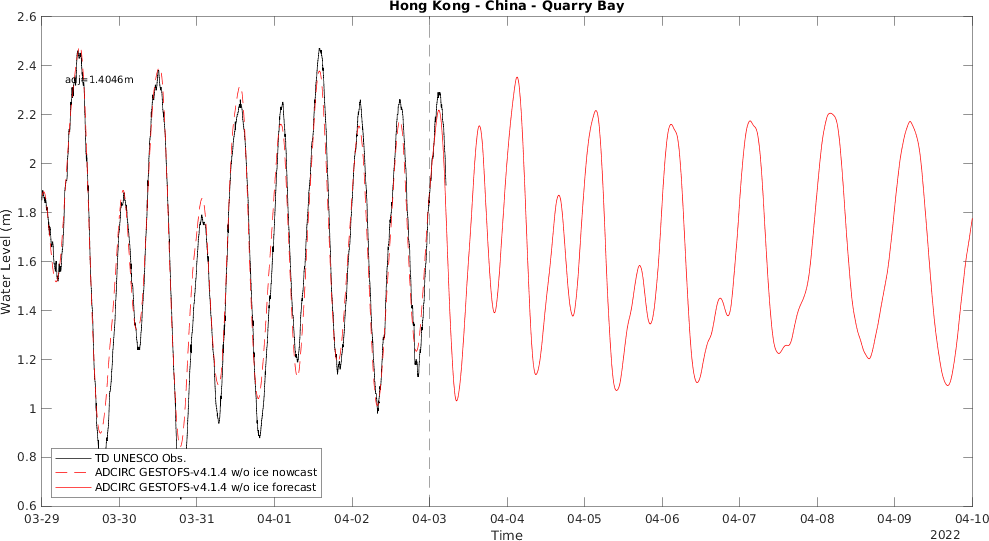 Hong Kong - China - Quarry Bay
2.6
2.4
adj=1.4046m
2.2
2
1.8
1.6
1.4
1.2
1
0.8
0.6
Water Level (m)
TD UNESCO Obs.
ADCIRC GESTOFS-v4.1.4 w/o ice nowcast
ADCIRC GESTOFS-v4.1.4 w/o ice forecast
03-29 03-30 03-31 04-01 04-02 04-03 04-04 04-05 04-06 04-07 04-08 04-09 04-10
Time
2022